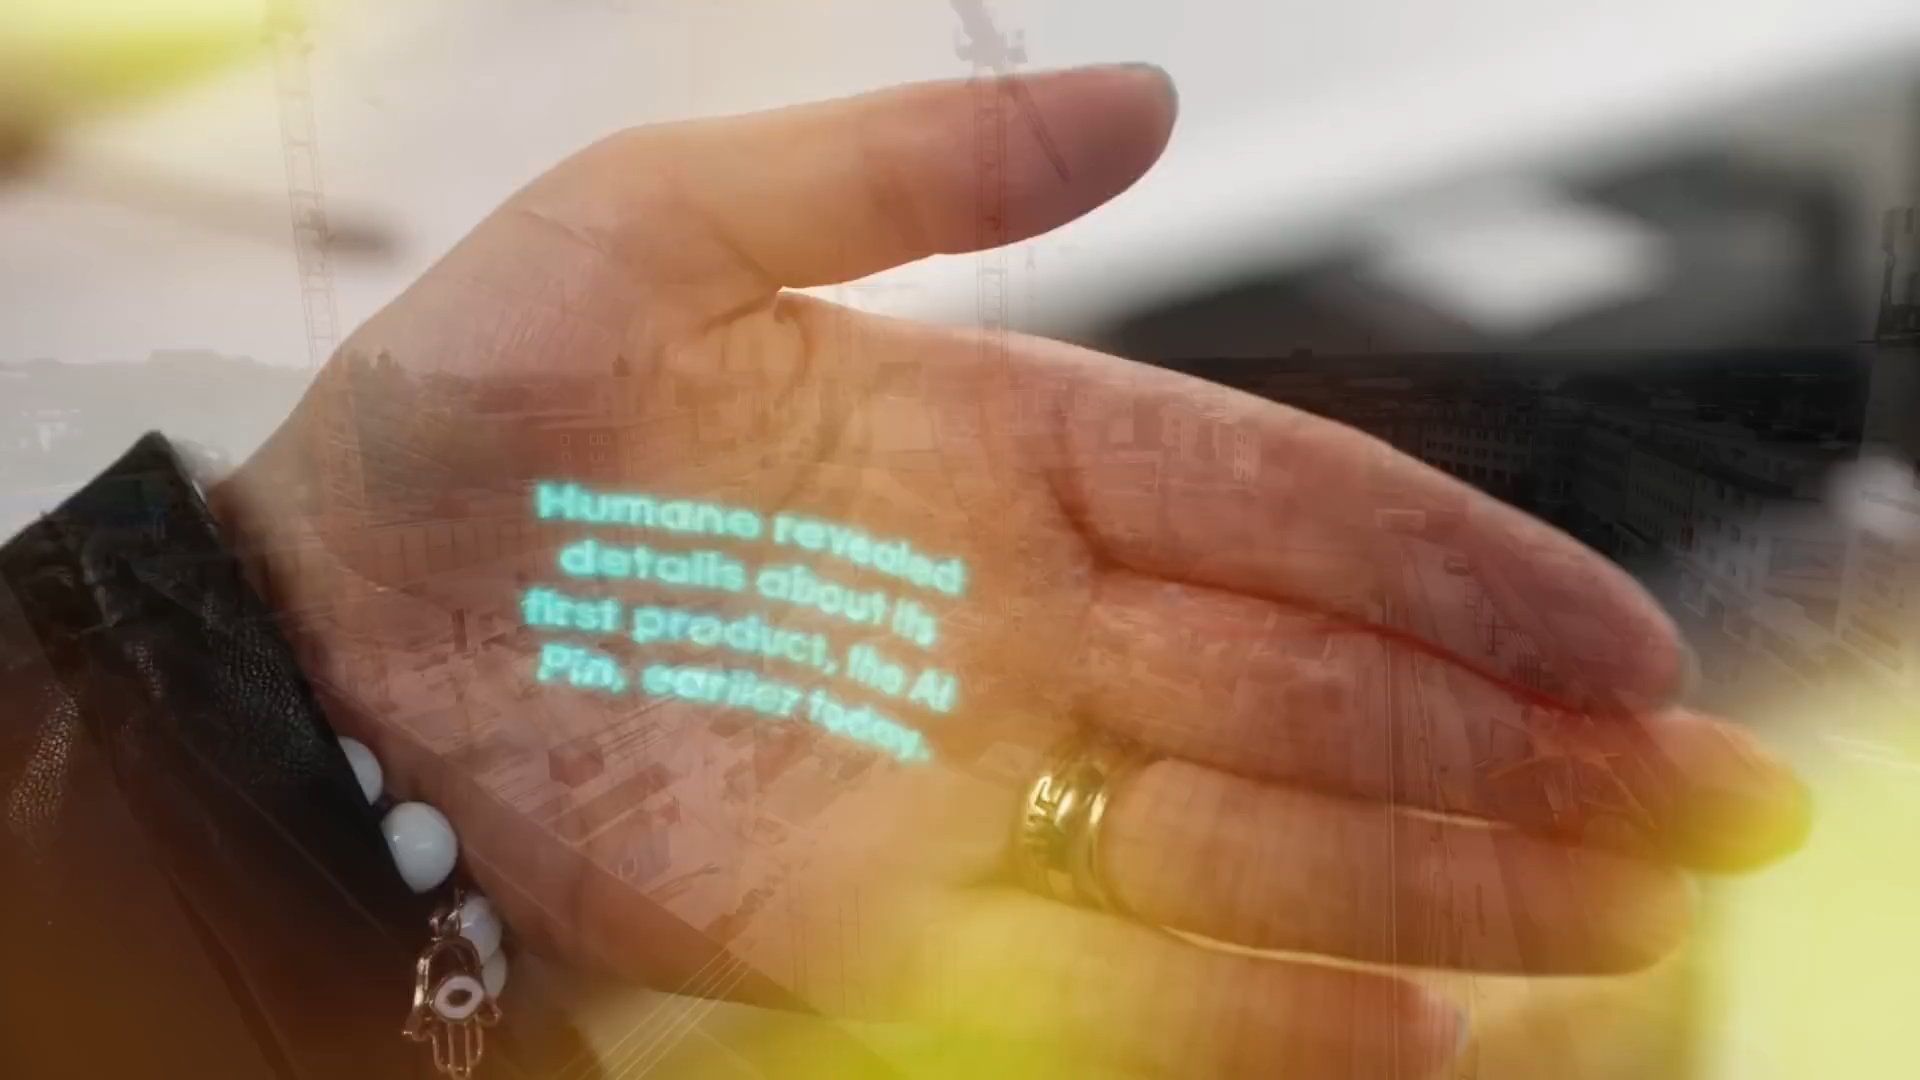 Humane revealed
details about its
first product, the Ai
Pin, earlier today.